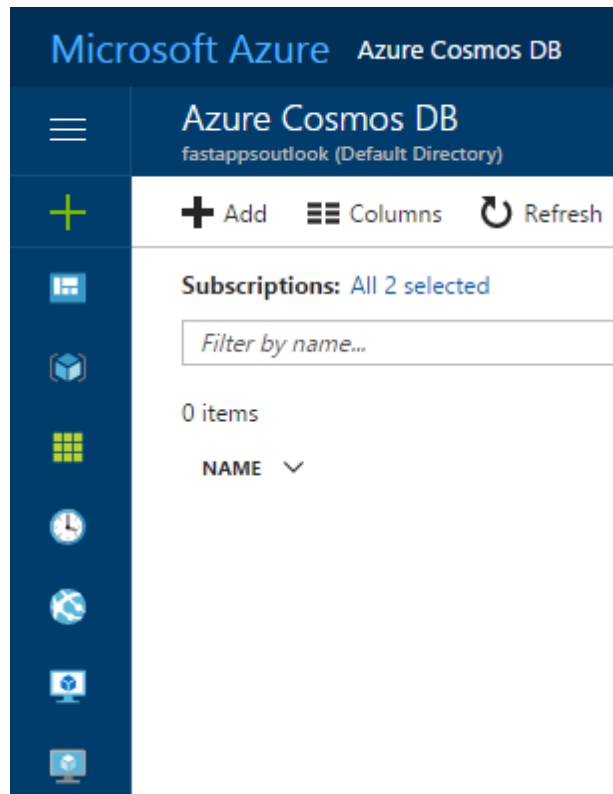 Microsoft Azure Azure Cosmos DB
Azure Cosmos DB
fastappsoutlook (Default Directory)
Add Columns Refresh
Subscriptions: All 2 selected
Filter by name...
0 items
NAME